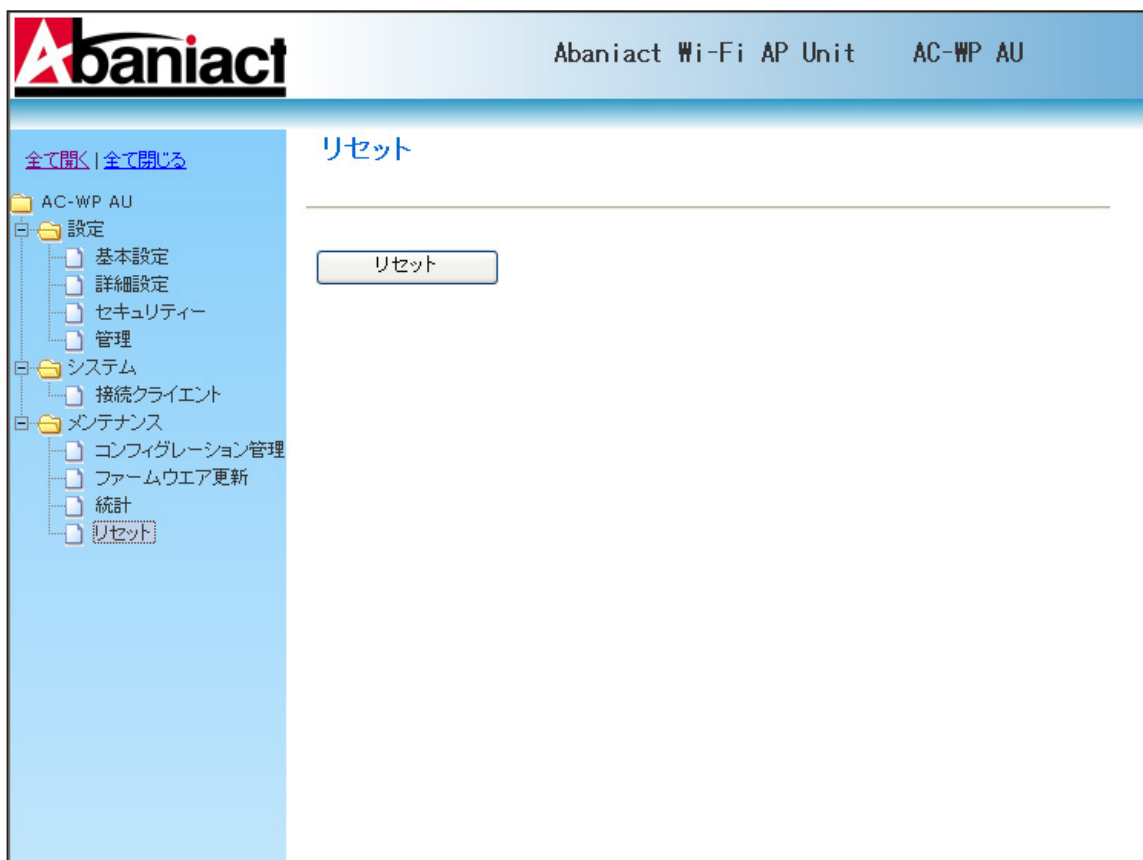 Abaniact
Abaniact Wi-Fi AP Unit AC-WP AU
全て開く | 全て閉じる
AC-WP AU
設定
基本設定
詳細設定
セキュリティー
管理
システム
接続クライエント
メンテナンス
コンフィグレーション管理
ファームウエア更新
統計
リセット
リセット
リセット